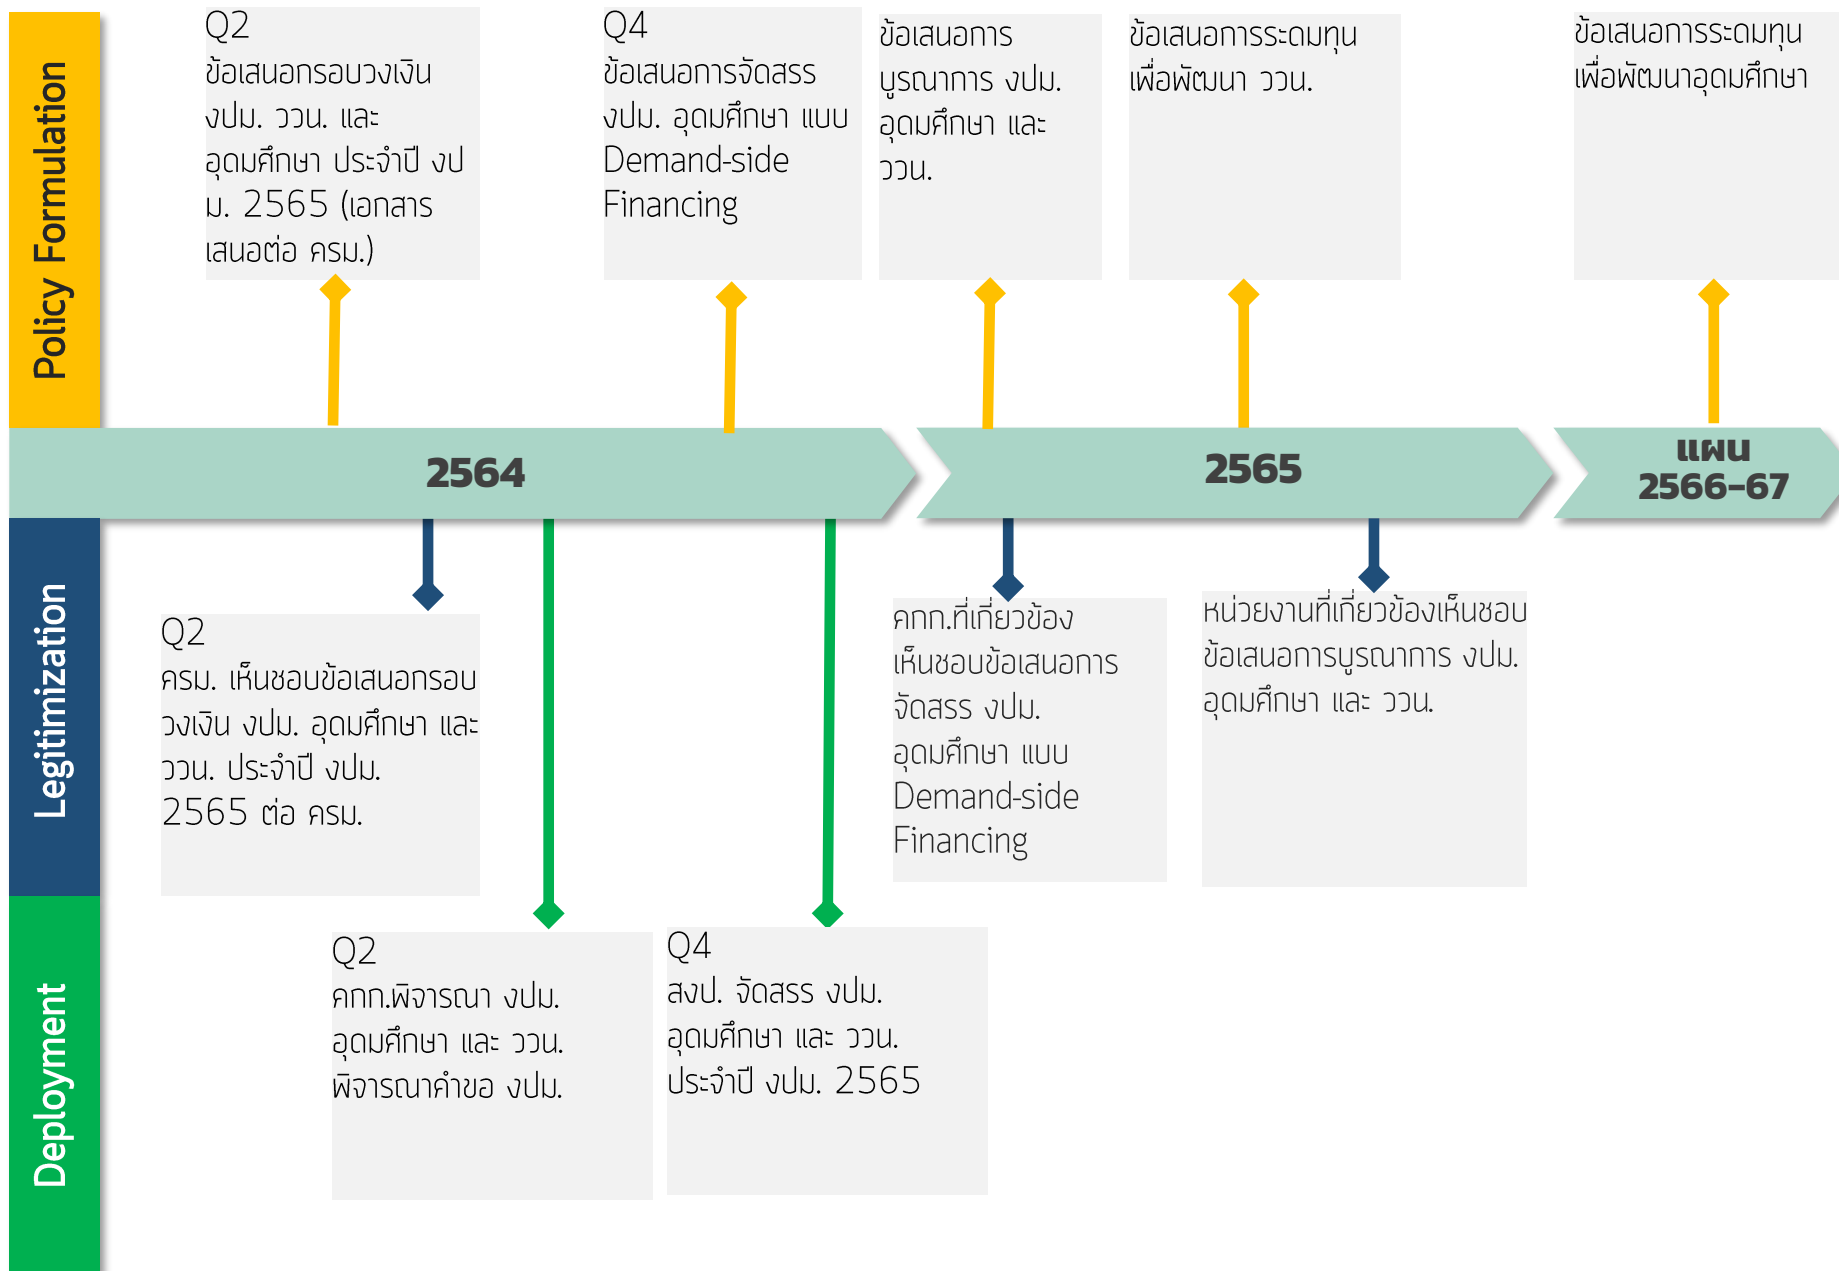 Policy Formulation
Q2
ข้อเสนอกรอบวงเงิน
งปม. ววน. และ
อุดมศึกษา ประจำปี งป
ม. 2565 (เอกสาร
เสนอต่อ ครม.)
Q4
ข้อเสนอการจัดสรร
งปม. อุดมศึกษา แบบ
Demand-side
Financing
ข้อเสนอการ
บูรณาการ งปม.
อุดมศึกษา และ
ววน.
ข้อเสนอการระดมทุน
เพื่อพัฒนา ววน.
ข้อเสนอการระดมทุน
เพื่อพัฒนาอุดมศึกษา
2564
2565
แผน
2566-67
Legitimization
Q2
ครม. เห็นชอบข้อเสนอกรอบ
วงเงิน งปม. อุดมศึกษา และ
ววน. ประจำปี งปม.
2565 ต่อ ครม.
คกก.ที่เกี่ยวข้อง
เห็นชอบข้อเสนอการ
จัดสรร งปม.
อุดมศึกษา แบบ
Demand-side
Financing
หน่วยงานที่เกี่ยวข้องเห็นชอบ
ข้อเสนอการบูรณาการ งปม.
อุดมศึกษา และ ววน.
Deployment
Q2
คกก.พิจารณา งปม.
อุดมศึกษา และ ววน.
พิจารณาคำขอ งปม.
Q4
สงป. จัดสรร งปม.
อุดมศึกษา และ ววน.
ประจำปี งปม. 2565